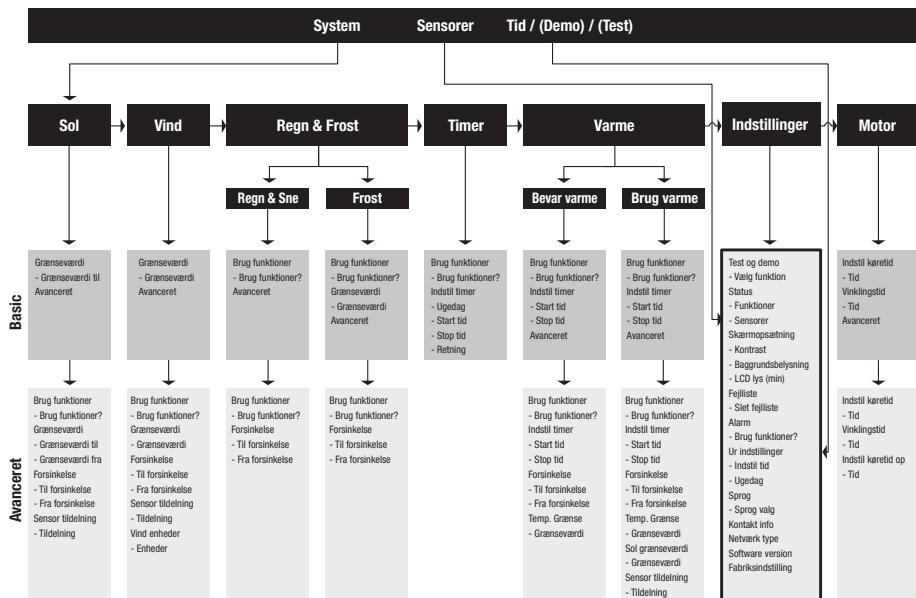 System
Sensorer
Tid / (Demo) / (Test)
Sol
Vind
Regn & Frost
Timer
Varme
Indstillinger
Motor
Regn & Sne
Frost
Bevar varme
Brug varme
Basic
Grænseværdi
- Grænseværdi til
Avanceret
Grænseværdi
- Grænseværdi
Avanceret
Brug funktioner
- Brug funktioner?
Avanceret
Brug funktioner
- Brug funktioner?
Grænseværdi
- Grænseværdi
Avanceret
Brug funktioner
- Brug funktioner?
Indstil timer
- Ugedag
- Start tid
- Stop tid
- Retning
Brug funktioner
- Brug funktioner?
Indstil timer
- Start tid
- Stop tid
Avanceret
Brug funktioner
- Brug funktioner?
Indstil timer
- Start tid
- Stop tid
Avanceret
Test og demo
- Vælg funktion
Status
- Funktioner
- Sensorer
Skærmopsætning
- Kontrast
- Baggrundsbelysning
- LCD lys (min)
Fejlliste
- Slet fejlliste
Alarm
- Brug funktioner?
Ur indstillinger
- Indstil tid
- Ugedag
Sprog
- Sprog valg
Kontakt info
Netværk type
Software version
Fabriksindstilling
Indstil køretid
- Tid
Vinklingstid
- Tid
Avanceret
Avanceret
Brug funktioner
- Brug funktioner?
Grænseværdi
- Grænseværdi til
- Grænseværdi fra
Forsinkelse
- Til forsinkelse
- Fra forsinkelse
Sensor tildelning
- Tildelning
Brug funktioner
- Brug funktioner?
Grænseværdi
- Grænseværdi
Forsinkelse
- Til forsinkelse
- Fra forsinkelse
Sensor tildelning
- Tildelning
Vind enheder
- Enheder
Brug funktioner
- Brug funktioner?
Forsinkelse
- Til forsinkelse
- Fra forsinkelse
Brug funktioner
- Brug funktioner?
Forsinkelse
- Til forsinkelse
- Fra forsinkelse
Brug funktioner
- Brug funktioner?
Indstil timer
- Start tid
- Stop tid
Forsinkelse
- Til forsinkelse
- Fra forsinkelse
Temp. Grænse
- Grænseværdi
Brug funktioner
- Brug funktioner?
Indstil timer
- Start tid
- Stop tid
Forsinkelse
- Til forsinkelse
- Fra forsinkelse
Temp. Grænse
- Grænseværdi
Sol grænseværdi
- Grænseværdi
Sensor tildelning
- Tildelning
Indstil køretid
- Tid
Vinklingstid
- Tid
Indstil køretid op
- Tid